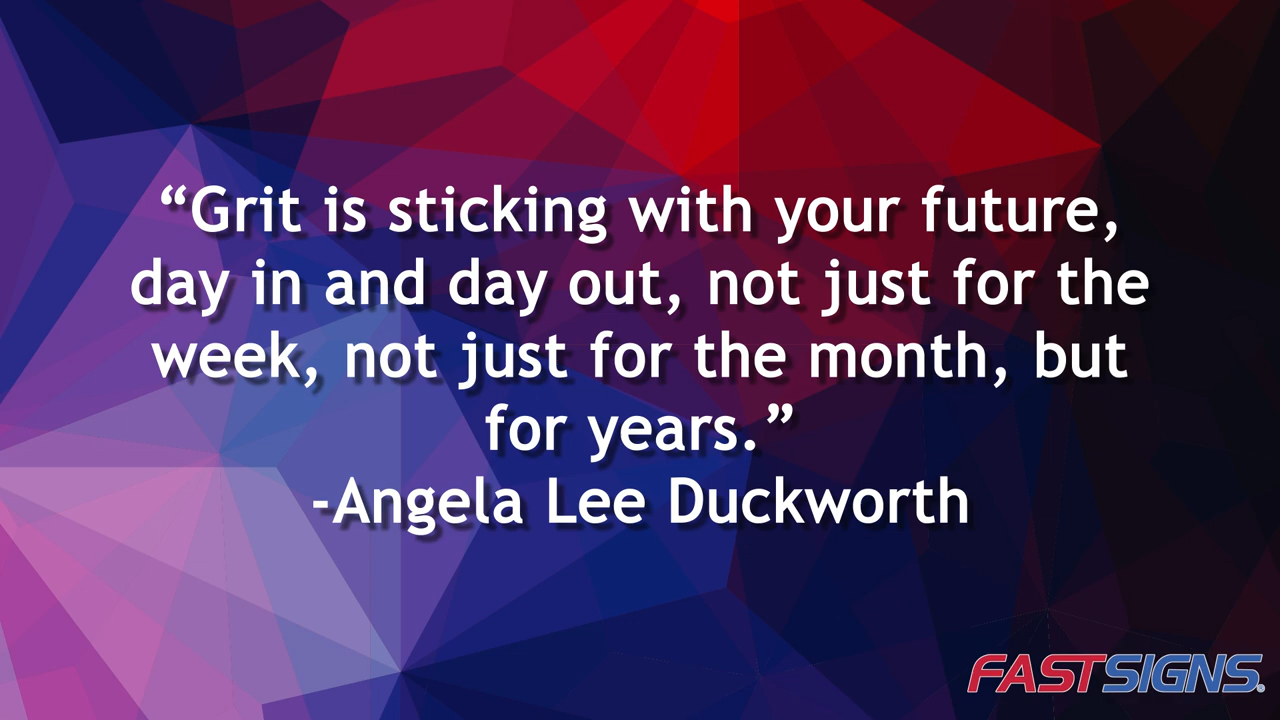 “Grit is sticking with your future,
day in and day out, not just for the
week, not just for the month, but
for years.”
-Angela Lee Duckworth
FASTSIGNS®